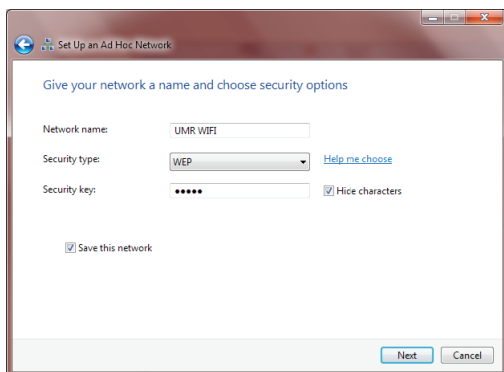 Set Up an Ad Hoc Network
Give your network a name and choose security options
Network name: UMR WIFI
Security type: WEP Help me choose
Security key: ••••• Hide characters
Save this network
Next Cancel